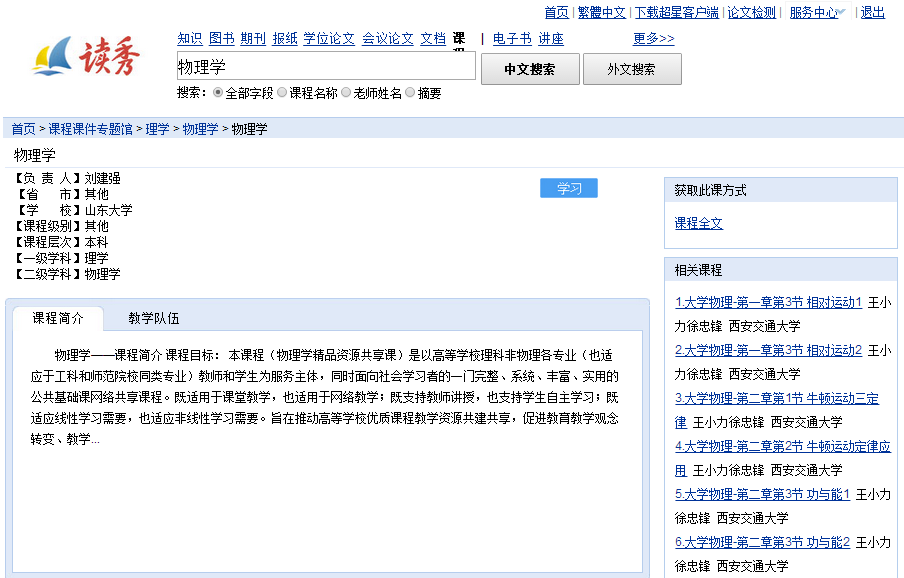 首页 | 繁體中文 | 下载超星客户端 | 论文检测 | 服务中心 | 退出
读秀
知识 图书 期刊 报纸 学位论文 会议论文 文档 课程 | 电子书 讲座 更多>>
物理学 中文搜索 外文搜索
搜索: 全部字段 课程名称 老师姓名 摘要
首页 > 课程课件专题馆 > 理学 > 物理学 > 物理学
物理学
【负 责 人】刘建强
【省 市】其他
【学 校】山东大学
【课程级别】其他
【课程层次】本科
【一级学科】理学
【二级学科】物理学
学习
课程简介 教学队伍
物理学——课程简介 课程目标: 本课程（物理学精品资源共享课）是以高等学校理科非物理各专业（也适
应于工科和师范院校同类专业）教师和学生为服务主体，同时面向社会学习者的一门完整、系统、丰富、实用的
公共基础课网络共享课程。既适用于课堂教学，也适用于网络教学；既支持教师讲授，也支持学生自主学习；既
适应线性学习需要，也适应非线性学习需要。旨在推动高等学校优质课程教学资源共建共享，促进教育教学观念
转变、教学...
获取此课方式
课程全文
相关课程
1.大学物理-第一章第3节 相对运动1 王小
力徐忠锋 西安交通大学
2.大学物理-第一章第3节 相对运动2 王小
力徐忠锋 西安交通大学
3.大学物理-第二章第1节 牛顿运动三定
律 王小力徐忠锋 西安交通大学
4.大学物理-第二章第2节 牛顿运动定律应
用 王小力徐忠锋 西安交通大学
5.大学物理-第二章第3节 功与能1 王小力
徐忠锋 西安交通大学
6.大学物理-第二章第3节 功与能2 王小力
徐忠锋 西安交通大学